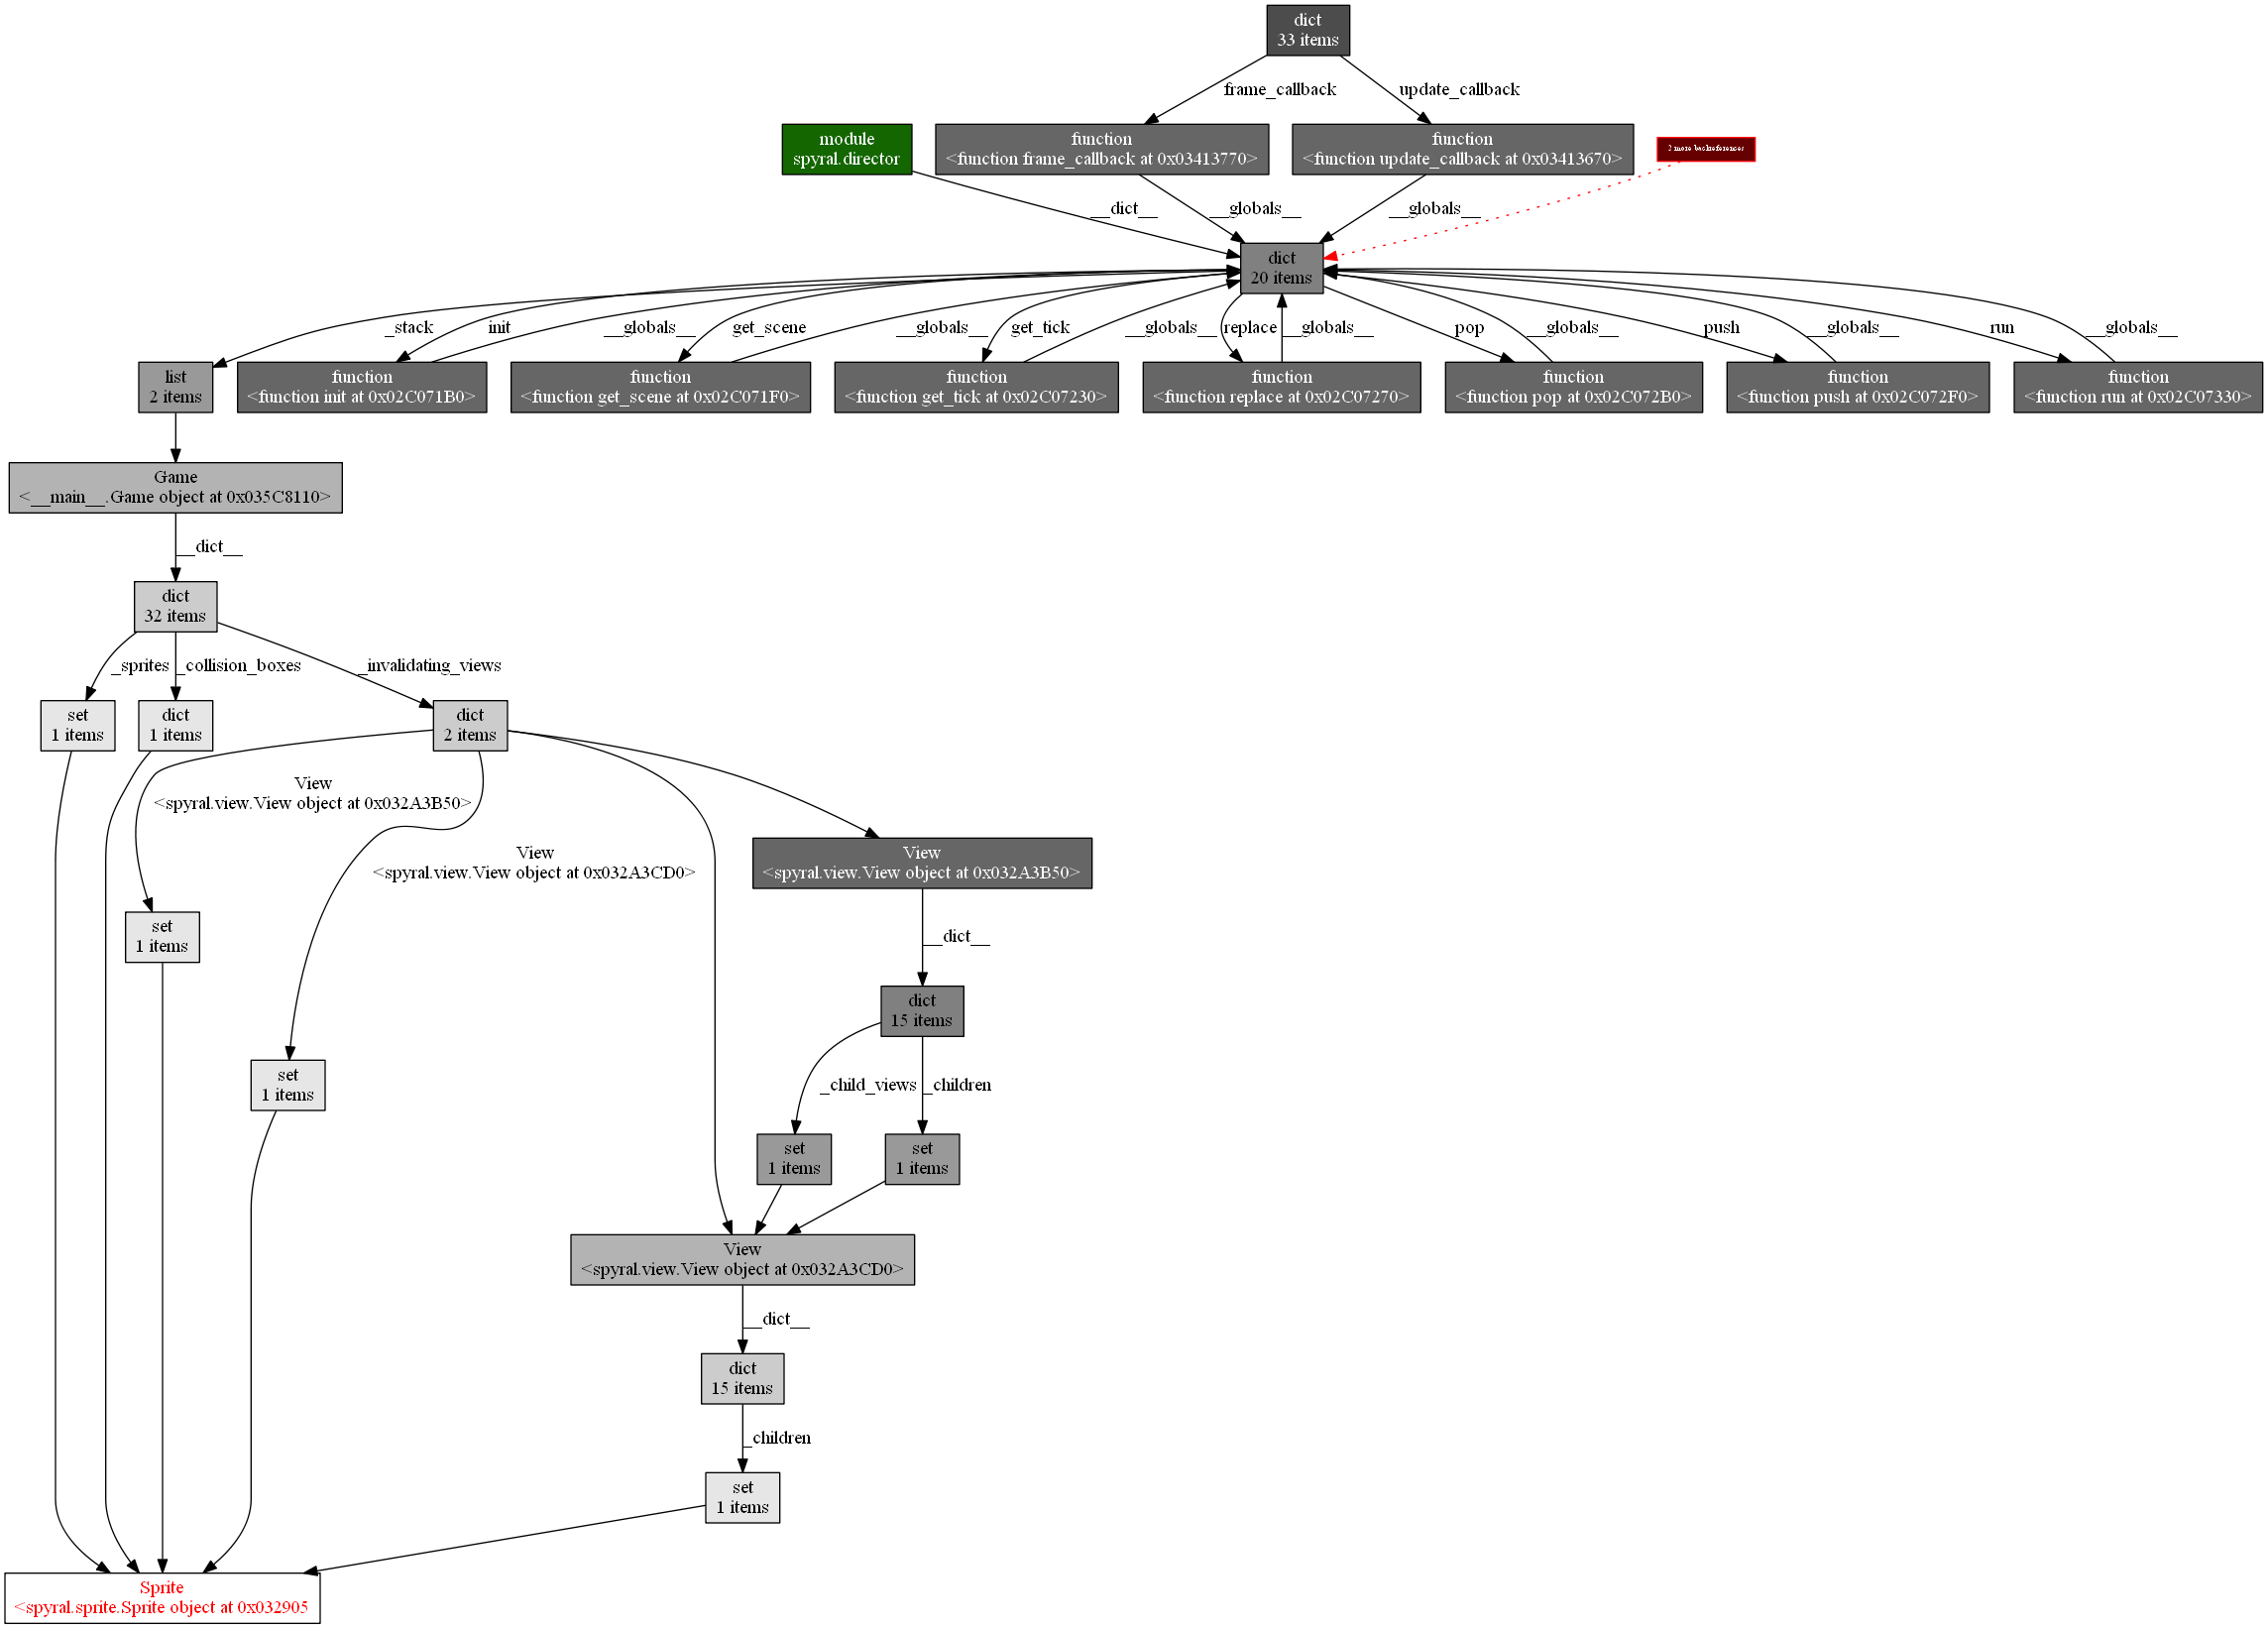 dict
33 items
frame_callback
update_callback
module
spyral.director
function
<function frame_callback at 0x03413770>
function
<function update_callback at 0x03413670>
2 more backreferences
__dict__
__globals__
__globals__
dict
20 items
_stack
init
__globals__
get_scene
__globals__
get_tick
__globals__
replace
__globals__
pop
__globals__
push
__globals__
run
__globals__
list
2 items
function
<function init at 0x02C071B0>
function
<function get_scene at 0x02C071F0>
function
<function get_tick at 0x02C07230>
function
<function replace at 0x02C07270>
function
<function pop at 0x02C072B0>
function
<function push at 0x02C072F0>
function
<function run at 0x02C07330>
Game
<__main__.Game object at 0x035C8110>
__dict__
dict
32 items
_sprites
_collision_boxes
_invalidating_views
set
1 items
dict
1 items
dict
2 items
View
<spyral.view.View object at 0x032A3B50>
View
<spyral.view.View object at 0x032A3CD0>
View
<spyral.view.View object at 0x032A3B50>
set
1 items
__dict__
dict
15 items
set
1 items
_child_views
_children
set
1 items
set
1 items
View
<spyral.view.View object at 0x032A3CD0>
__dict__
dict
15 items
_children
set
1 items
Sprite
<spyral.sprite.Sprite object at 0x032905